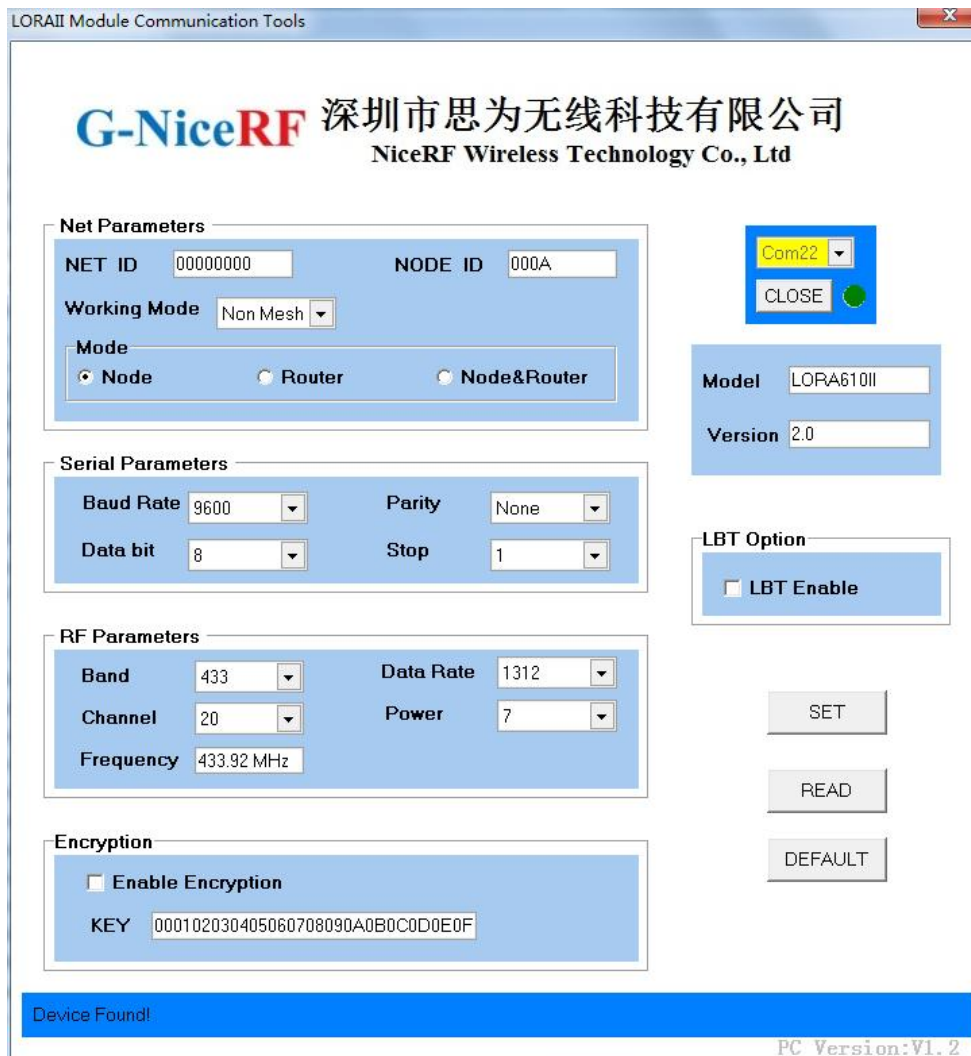 LORAII Module Communication Tools
X
G-NiceRF 深圳市思为无线科技有限公司
NiceRF Wireless Technology Co., Ltd
Net Parameters
NET ID 00000000 NODE ID 000A
Working Mode Non Mesh
Mode
Node Router Node&Router
Com22
CLOSE
Model LORA610II
Version 2.0
Serial Parameters
Baud Rate 9600 Parity None
Data bit 8 Stop 1
LBT Option
LBT Enable
RF Parameters
Band 433 Data Rate 1312
Channel 20 Power 7
Frequency 433.92 MHz
SET
READ
DEFAULT
Encryption
Enable Encryption
KEY 000102030405060708090A0B0C0D0E0F
Device Found!
PC Version:V1.2